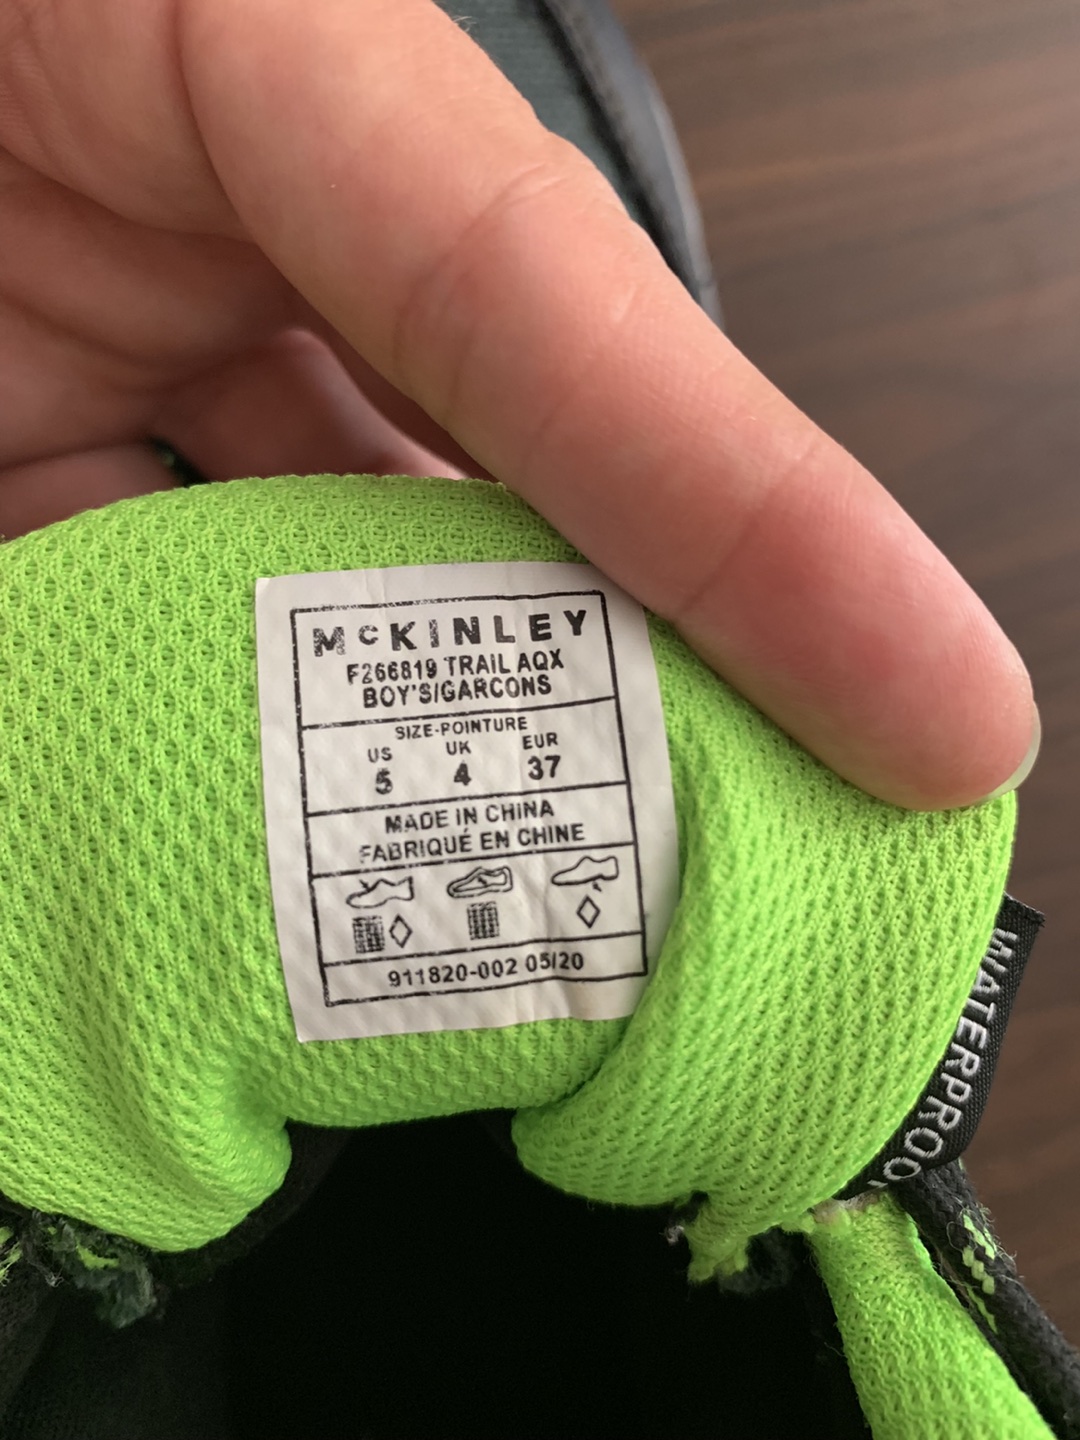 McKINLEY
F266819 TRAIL AQX
BOY'S/GARCONS
SIZE-POINTURE
US UK EUR
5 4 37
MADE IN CHINA
FABRIQUÉ EN CHINE
911820-002 05/20
WATERPROOF